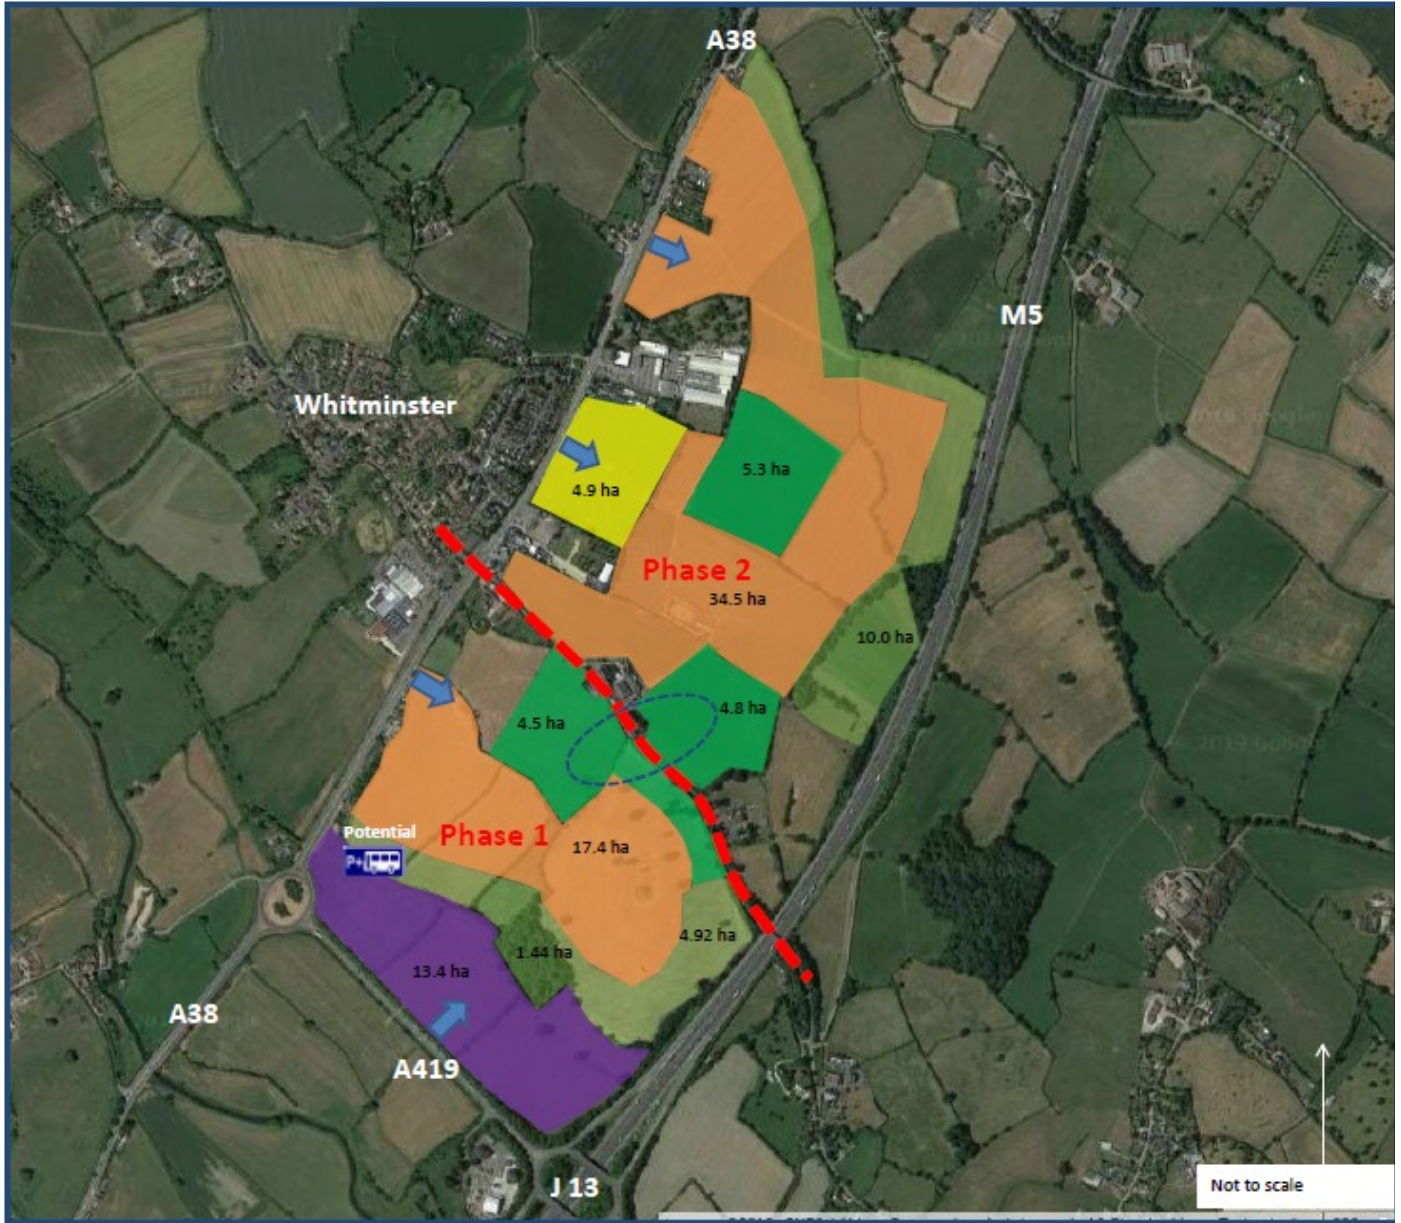 A38
M5
Whitminster
5.3 ha
4.9 ha
Phase 2
34.5 ha
10.0 ha
4.5 ha
4.8 ha
Potential
P+
Phase 1
17.4 ha
4.92 ha
1.44 ha
13.4 ha
A38
A419
J 13
Not to scale